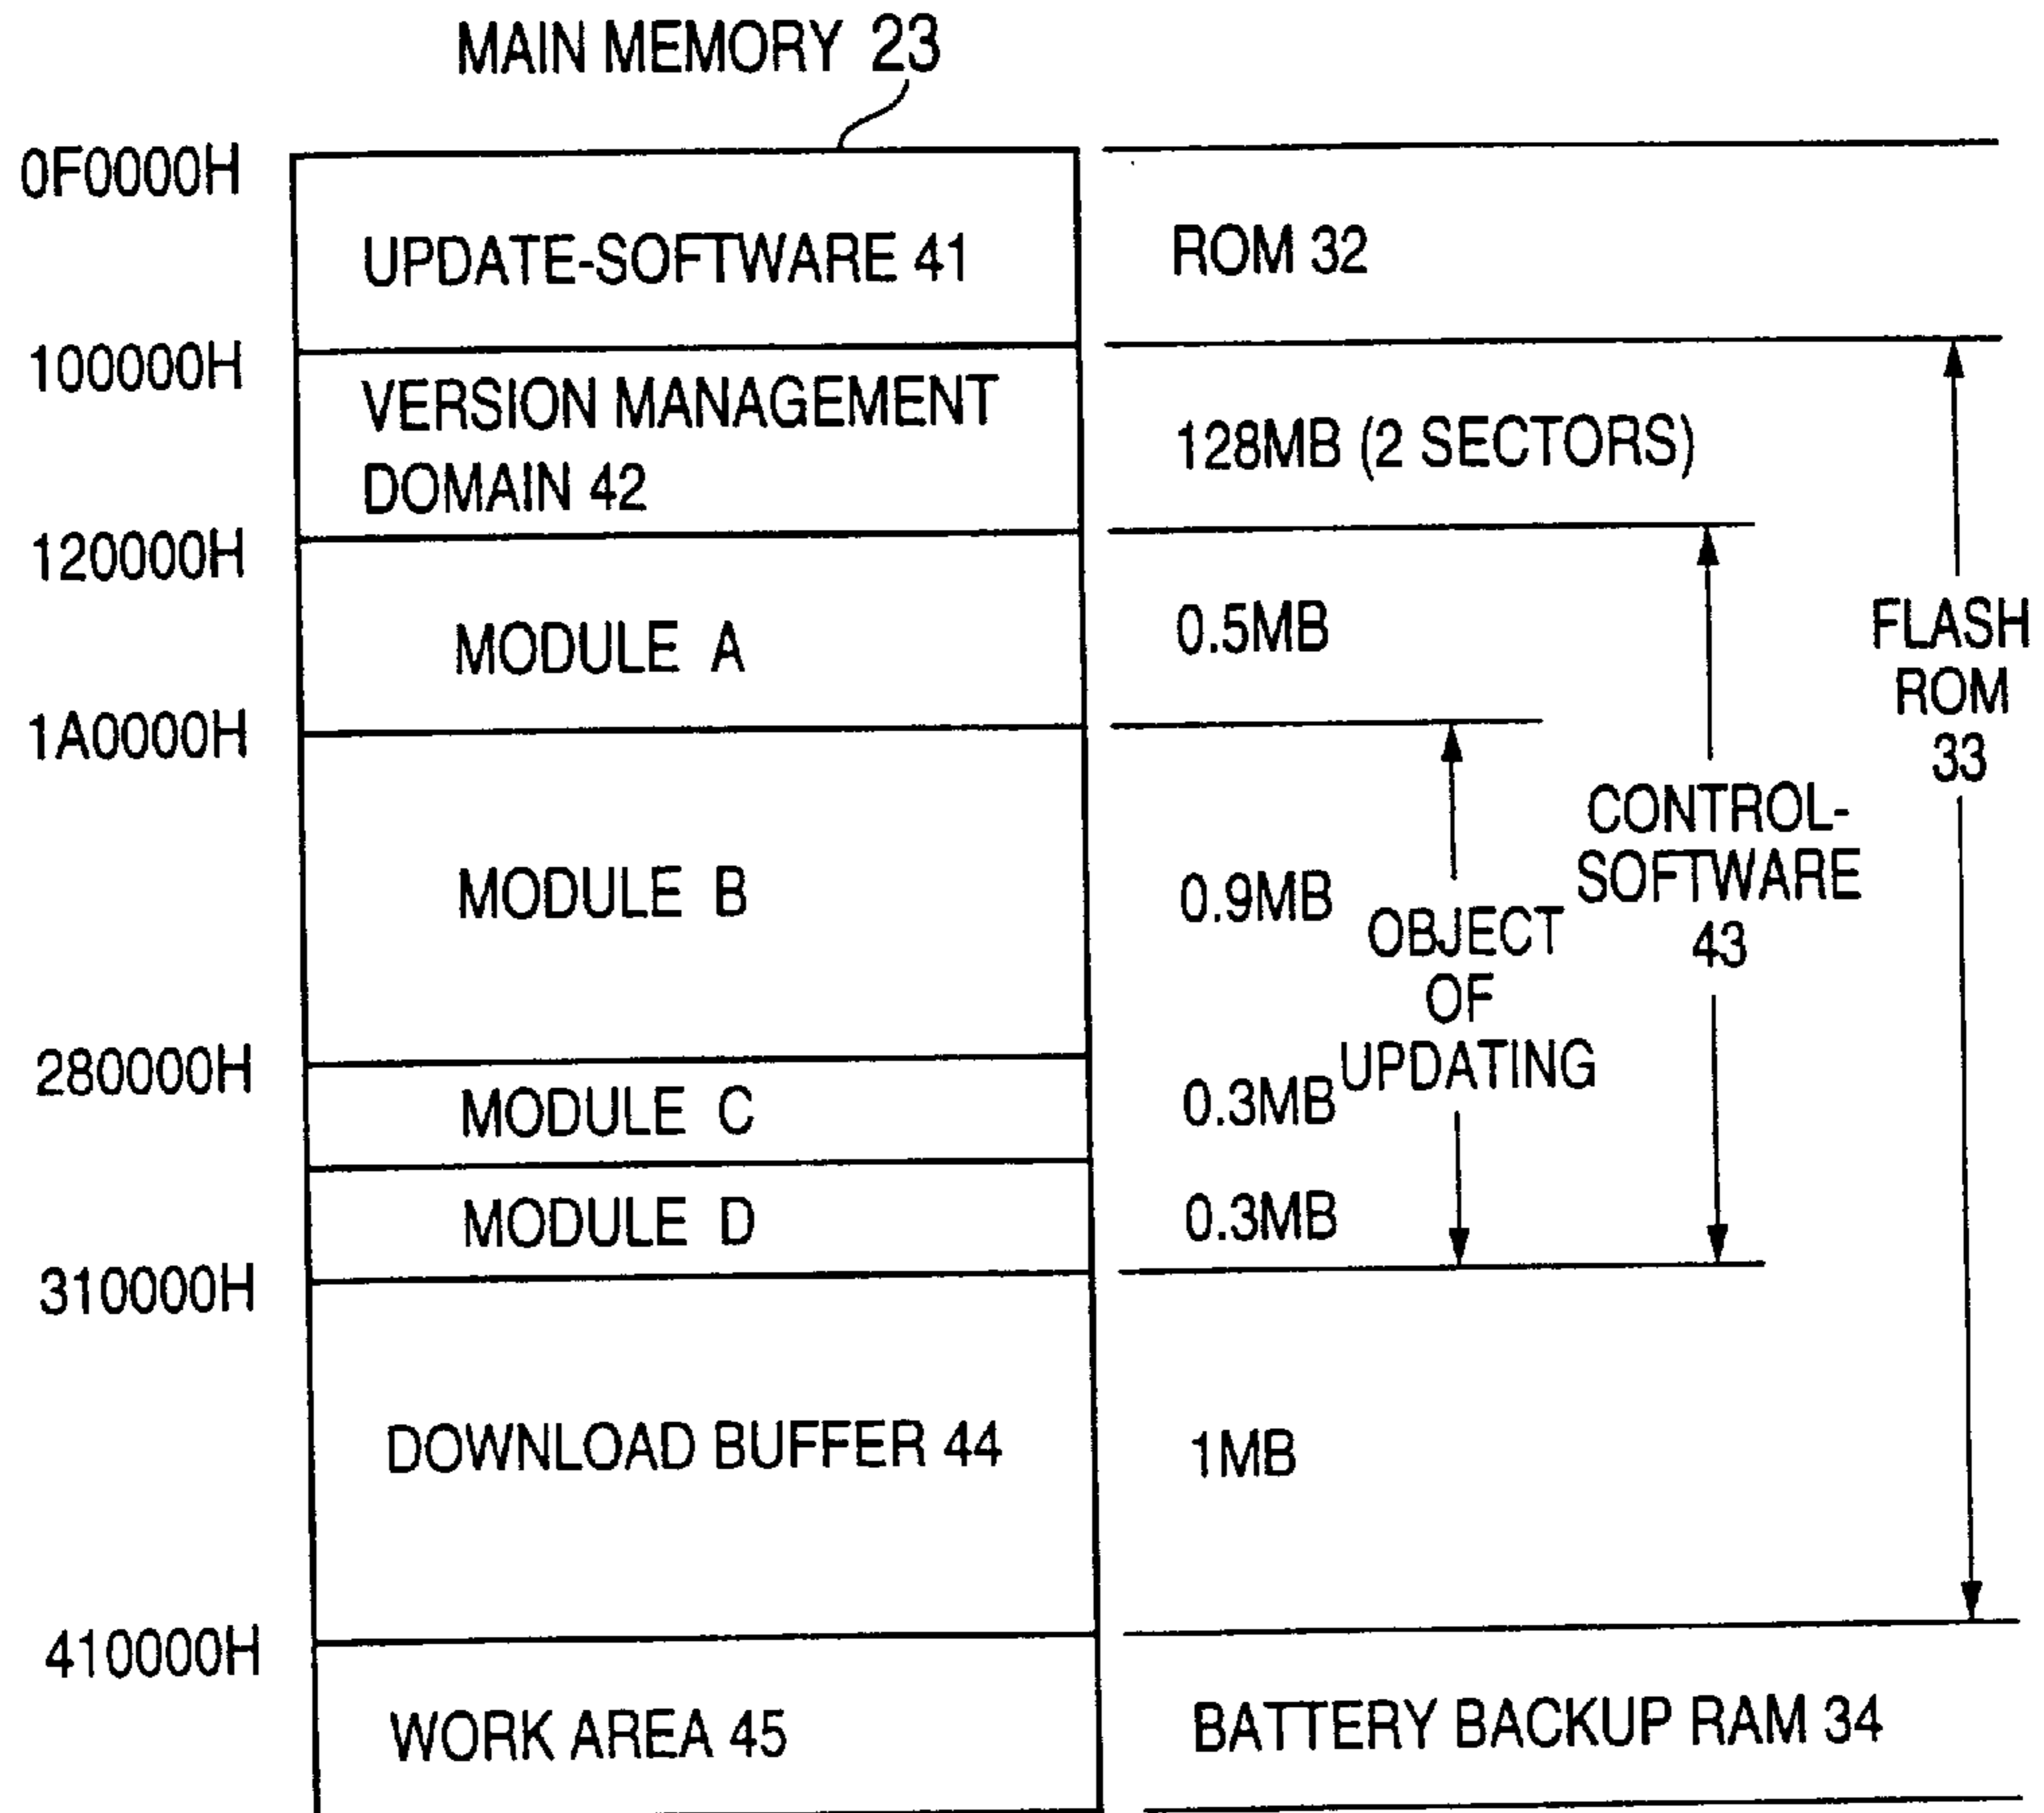 MAIN MEMORY 23
0F0000H
UPDATE-SOFTWARE 41
ROM 32
100000H
VERSION MANAGEMENT
DOMAIN 42
128MB (2 SECTORS)
120000H
MODULE A
0.5MB
FLASH
ROM
33
1A0000H
MODULE B
0.9MB
OBJECT
OF
UPDATING
CONTROL-
SOFTWARE
43
280000H
MODULE C
0.3MB
MODULE D
0.3MB
310000H
DOWNLOAD BUFFER 44
1MB
410000H
WORK AREA 45
BATTERY BACKUP RAM 34